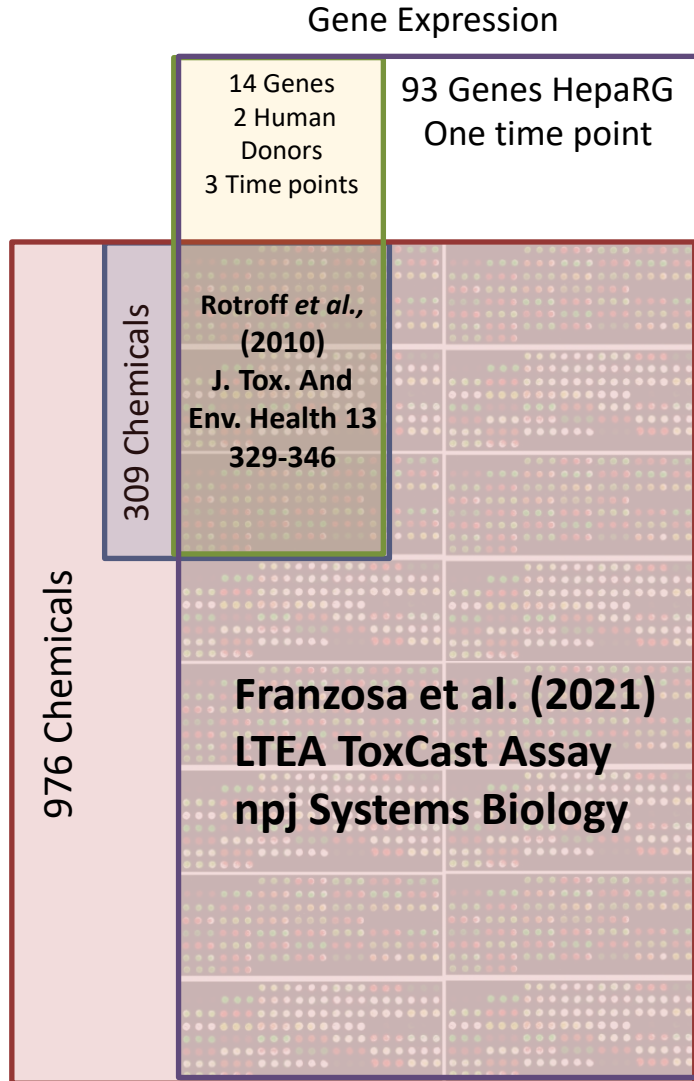 Gene Expression
14 Genes
2 Human
Donors
3 Time points
93 Genes HepaRG
One time point
309 Chemicals
Rotroff et al.,
(2010)
J. Tox. And
Env. Health 13
329-346
976 Chemicals
Franzosa et al. (2021)
LTEA ToxCast Assay
npj Systems Biology